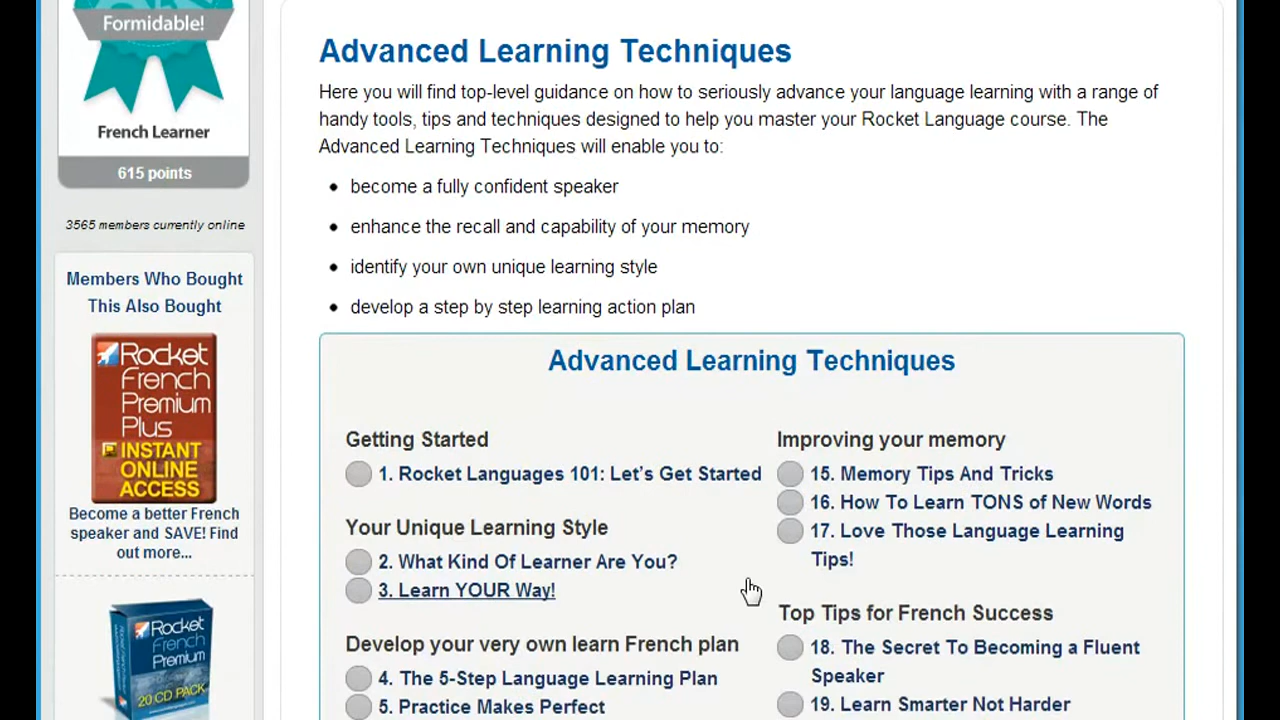 Formidable!
French Learner
615 points
3565 members currently online
Members Who Bought
This Also Bought
Rocket
French
Premium
Plus
INSTANT
ONLINE
ACCESS
Become a better French
speaker and SAVE! Find
out more...
Rocket
French
Premium
20 CD PACK
Advanced Learning Techniques
Here you will find top-level guidance on how to seriously advance your language learning with a range of
handy tools, tips and techniques designed to help you master your Rocket Language course. The
Advanced Learning Techniques will enable you to:
become a fully confident speaker
enhance the recall and capability of your memory
identify your own unique learning style
develop a step by step learning action plan
Advanced Learning Techniques
Getting Started
1. Rocket Languages 101: Let's Get Started
Your Unique Learning Style
2. What Kind Of Learner Are You?
3. Learn YOUR Way!
Develop your very own learn French plan
4. The 5-Step Language Learning Plan
5. Practice Makes Perfect
Improving your memory
15. Memory Tips And Tricks
16. How To Learn TONS of New Words
17. Love Those Language Learning
Tips!
Top Tips for French Success
18. The Secret To Becoming a Fluent
Speaker
19. Learn Smarter Not Harder